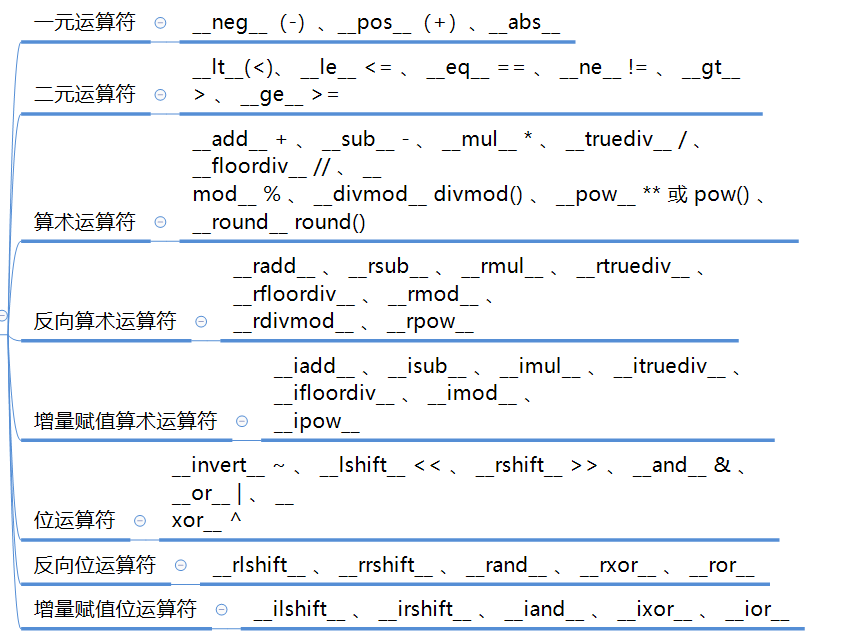 一元运算符 __neg__（-）、__pos__（+）、__abs__
二元运算符
__lt__(<)、 __le__ <= 、 __eq__ == 、 __ne__ != 、 __gt__
> 、 __ge__ >=
算术运算符
__add__ + 、 __sub__ - 、 __mul__ * 、 __truediv__ / 、
__floordiv__ // 、 __
mod__ % 、 __divmod__ divmod() 、 __pow__ ** 或 pow() 、
__round__ round()
反向算术运算符
__radd__ 、 __rsub__ 、 __rmul__ 、 __rtruediv__ 、
__rfloordiv__ 、 __rmod__ 、
__rdivmod__ 、 __rpow__
增量赋值算术运算符
__iadd__ 、 __isub__ 、 __imul__ 、 __itruediv__ 、
__ifloordiv__ 、 __imod__ 、
__ipow__
位运算符
__invert__ ~ 、 __lshift__ << 、 __rshift__ >> 、 __and__ & 、
__or__ | 、 __
xor__ ^
反向位运算符 __rlshift__ 、 __rrshift__ 、 __rand__ 、 __rxor__ 、 __ror__
增量赋值位运算符 __ilshift__ 、 __irshift__ 、 __iand__ 、 __ixor__ 、 __ior__